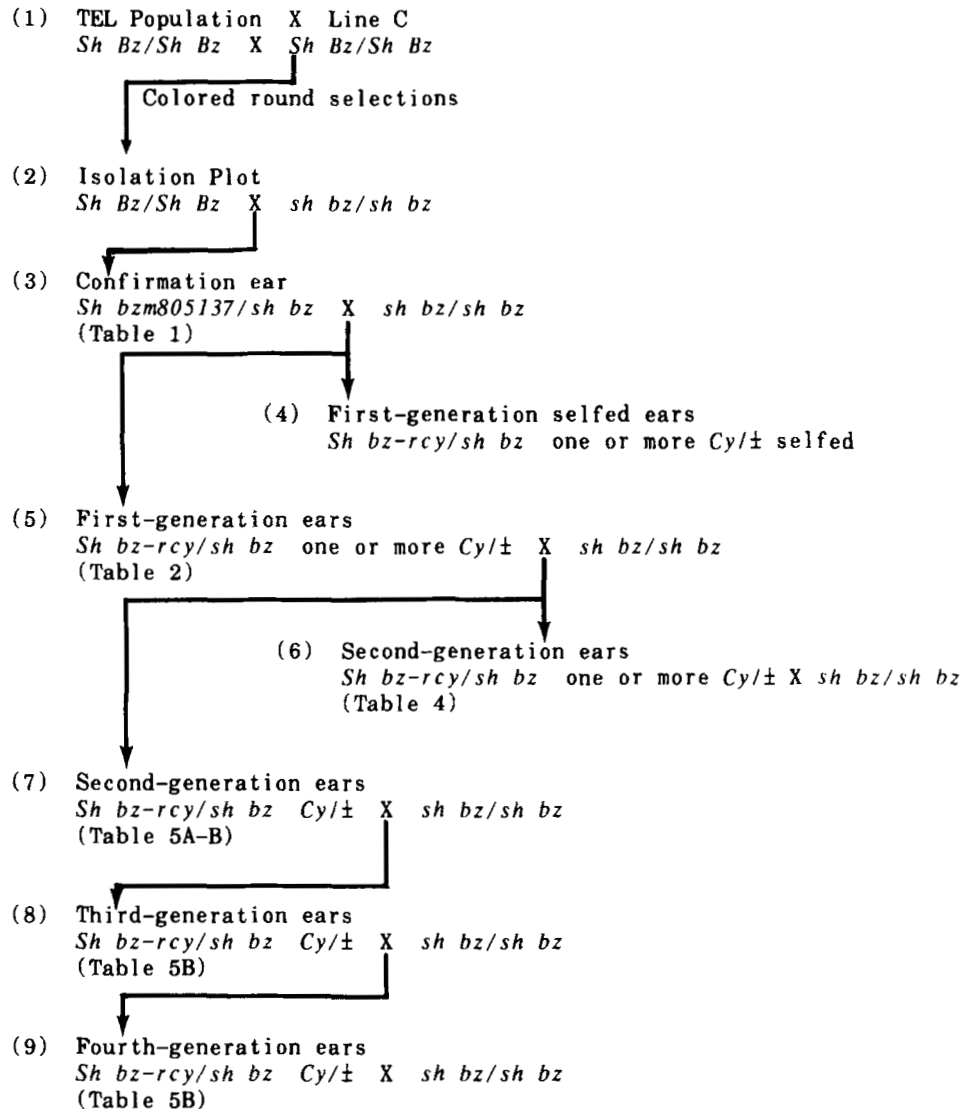 (1) TEL Population X Line C
Sh Bz/Sh Bz X Sh Bz/Sh Bz
Colored round selections
(2) Isolation Plot
Sh Bz/Sh Bz X sh bz/sh bz
(3) Confirmation ear
Sh bzm805137/sh bz X sh bz/sh bz
(Table 1)
(4) First-generation selfed ears
Sh bz-rcy/sh bz one or more Cy/± selfed
(5) First-generation ears
Sh bz-rcy/sh bz one or more Cy/± X sh bz/sh bz
(Table 2)
(6) Second-generation ears
Sh bz-rcy/sh bz one or more Cy/± X sh bz/sh bz
(Table 4)
(7) Second-generation ears
Sh bz-rcy/sh bz Cy/± X sh bz/sh bz
(Table 5A-B)
(8) Third-generation ears
Sh bz-rcy/sh bz Cy/± X sh bz/sh bz
(Table 5B)
(9) Fourth-generation ears
Sh bz-rcy/sh bz Cy/± X sh bz/sh bz
(Table 5B)